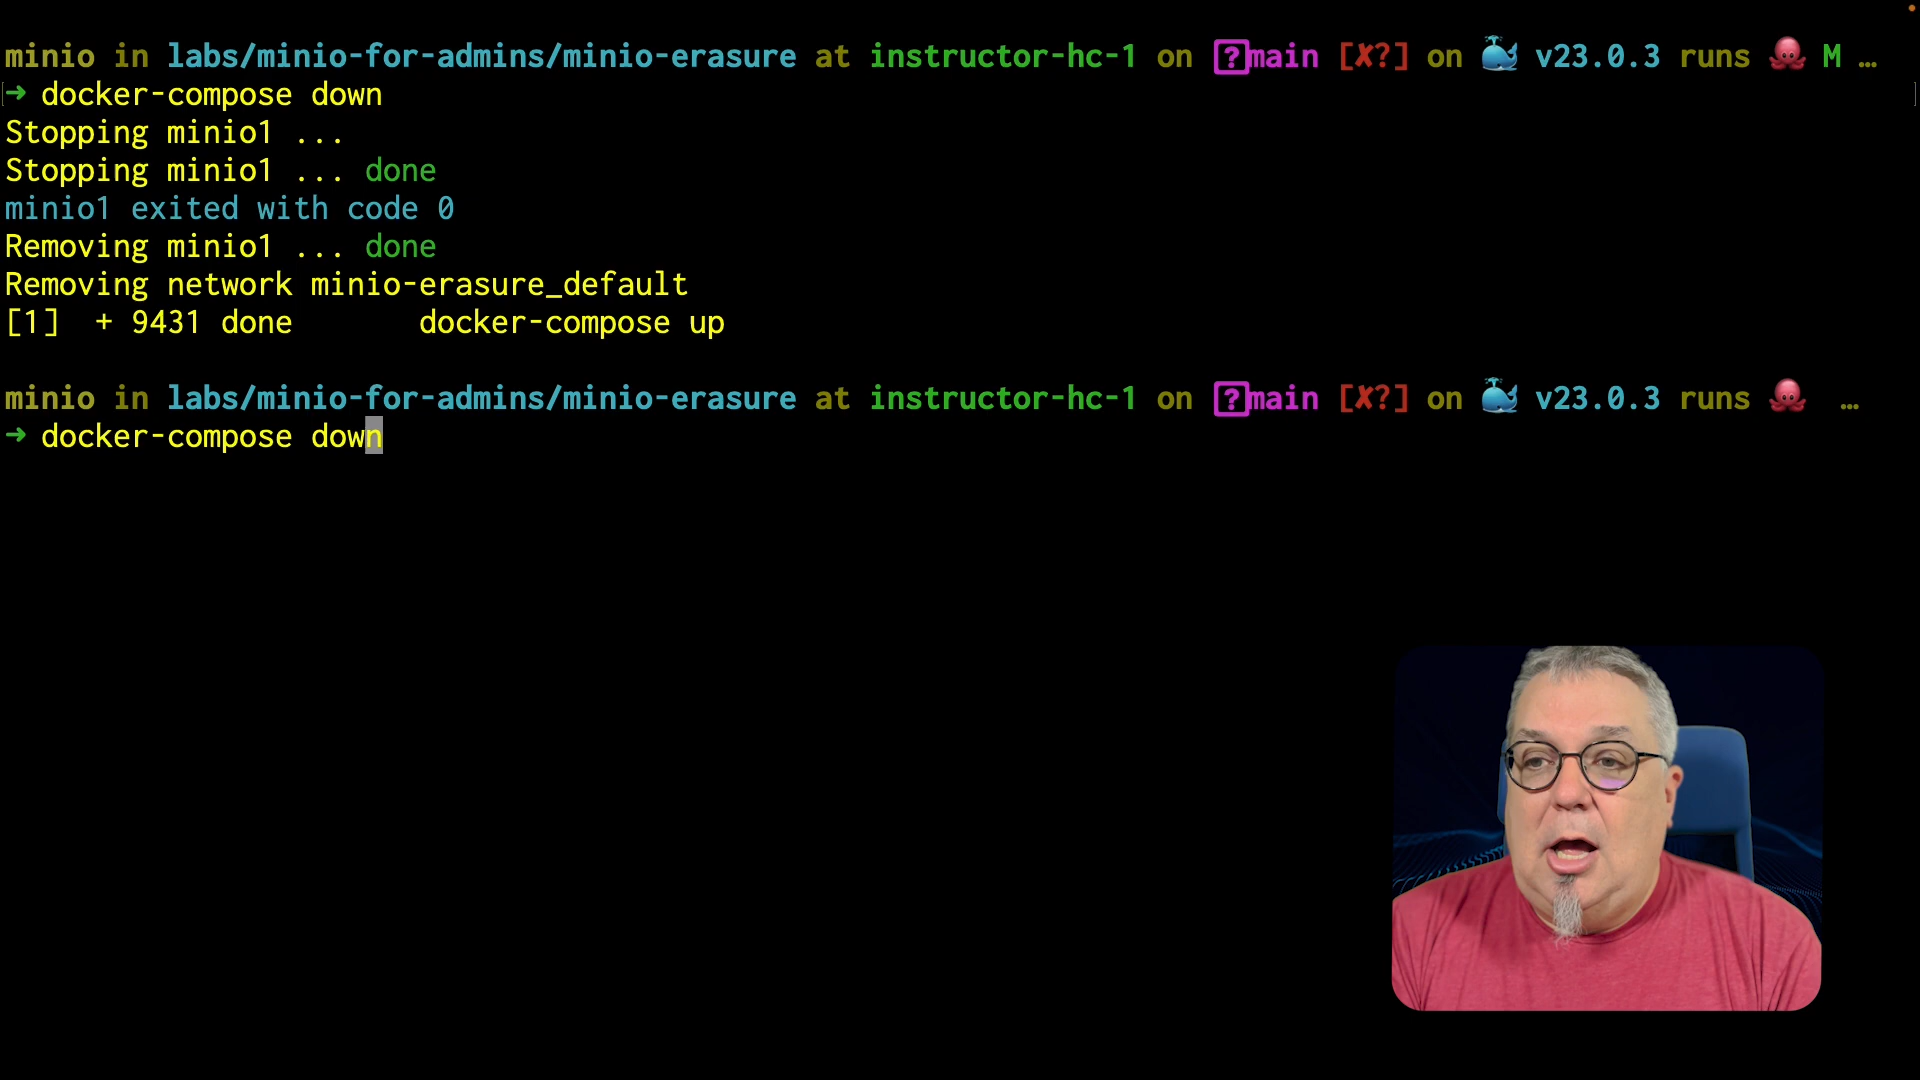 minio in labs/minio-for-admins/minio-erasure at instructor-hc-1 on [?]main [✘?] on 🐳 v23.0.3 runs 🐙 M …
➜ docker-compose down
Stopping minio1 ...
Stopping minio1 ... done
minio1 exited with code 0
Removing minio1 ... done
Removing network minio-erasure_default
[1]  + 9431 done       docker-compose up
minio in labs/minio-for-admins/minio-erasure at instructor-hc-1 on [?]main [✘?] on 🐳 v23.0.3 runs 🐙  …
➜ docker-compose down